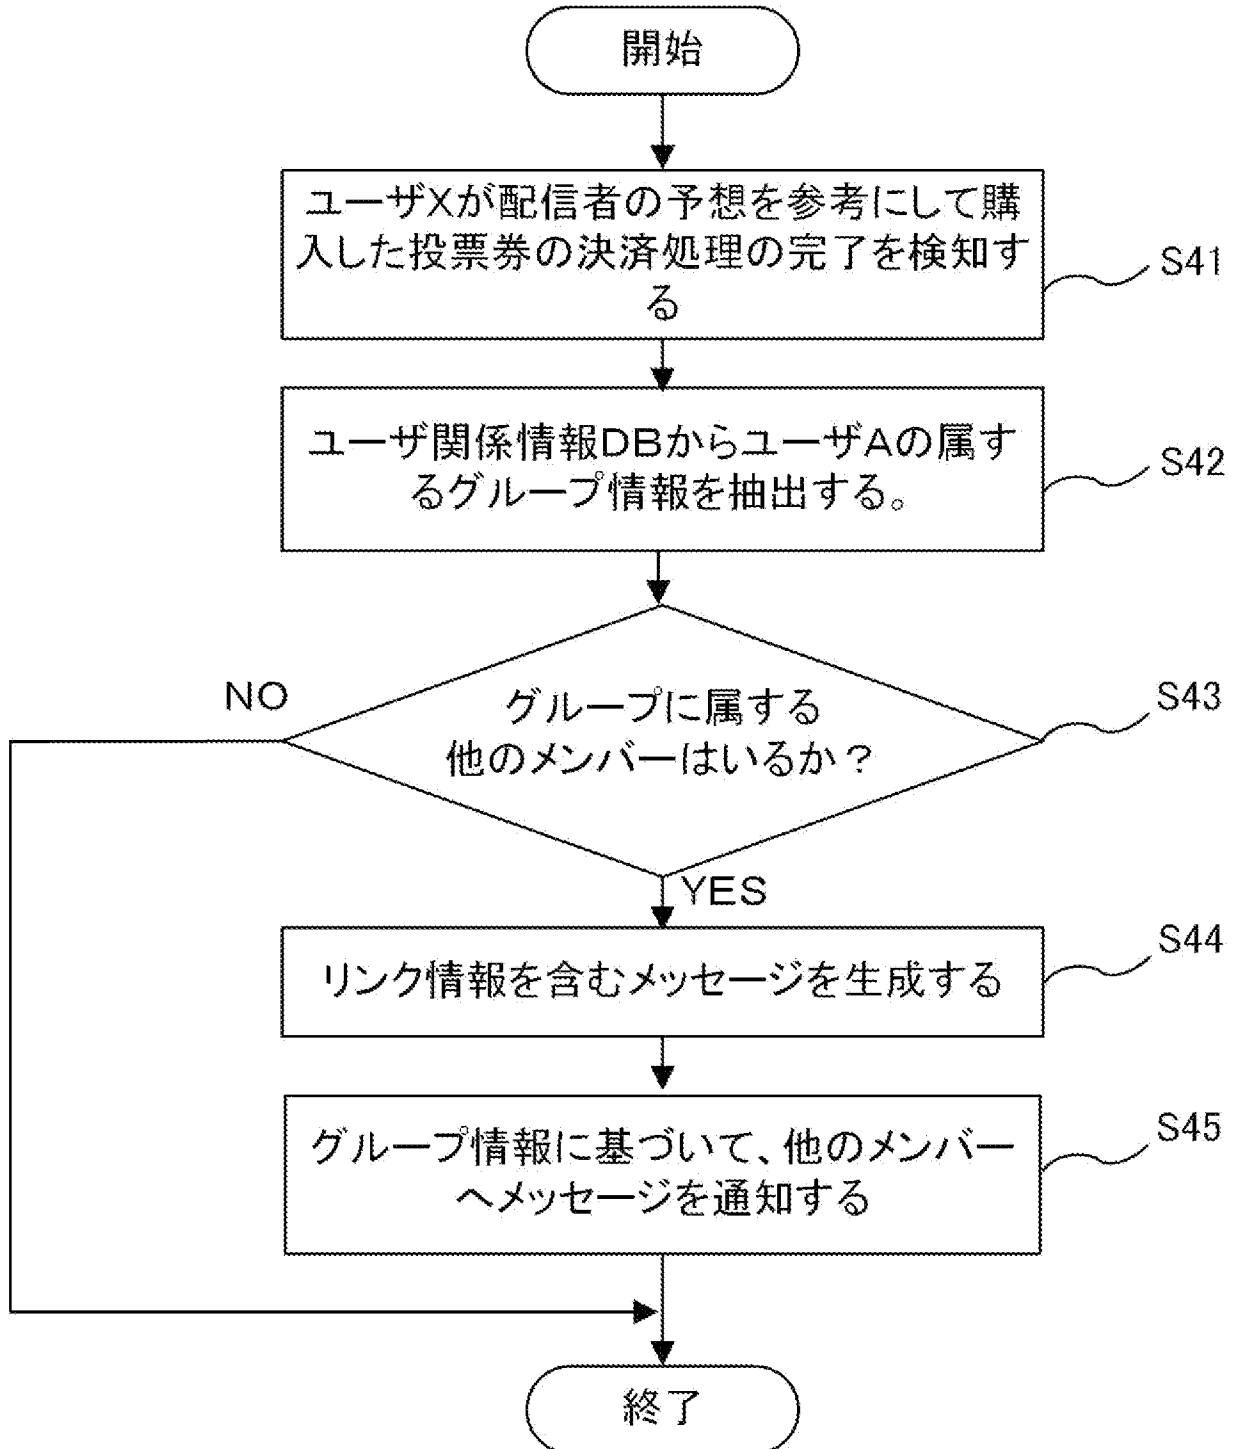 開始
ユーザXが配信者の予想を参考にして購
入した投票券の決済処理の完了を検知す
る
S41
ユーザ関係情報DBからユーザAの属す
るグループ情報を抽出する。
S42
NO
グループに属する
他のメンバーはいるか？
S43
YES
リンク情報を含むメッセージを生成する
S44
グループ情報に基づいて、他のメンバー
へメッセージを通知する
S45
終了